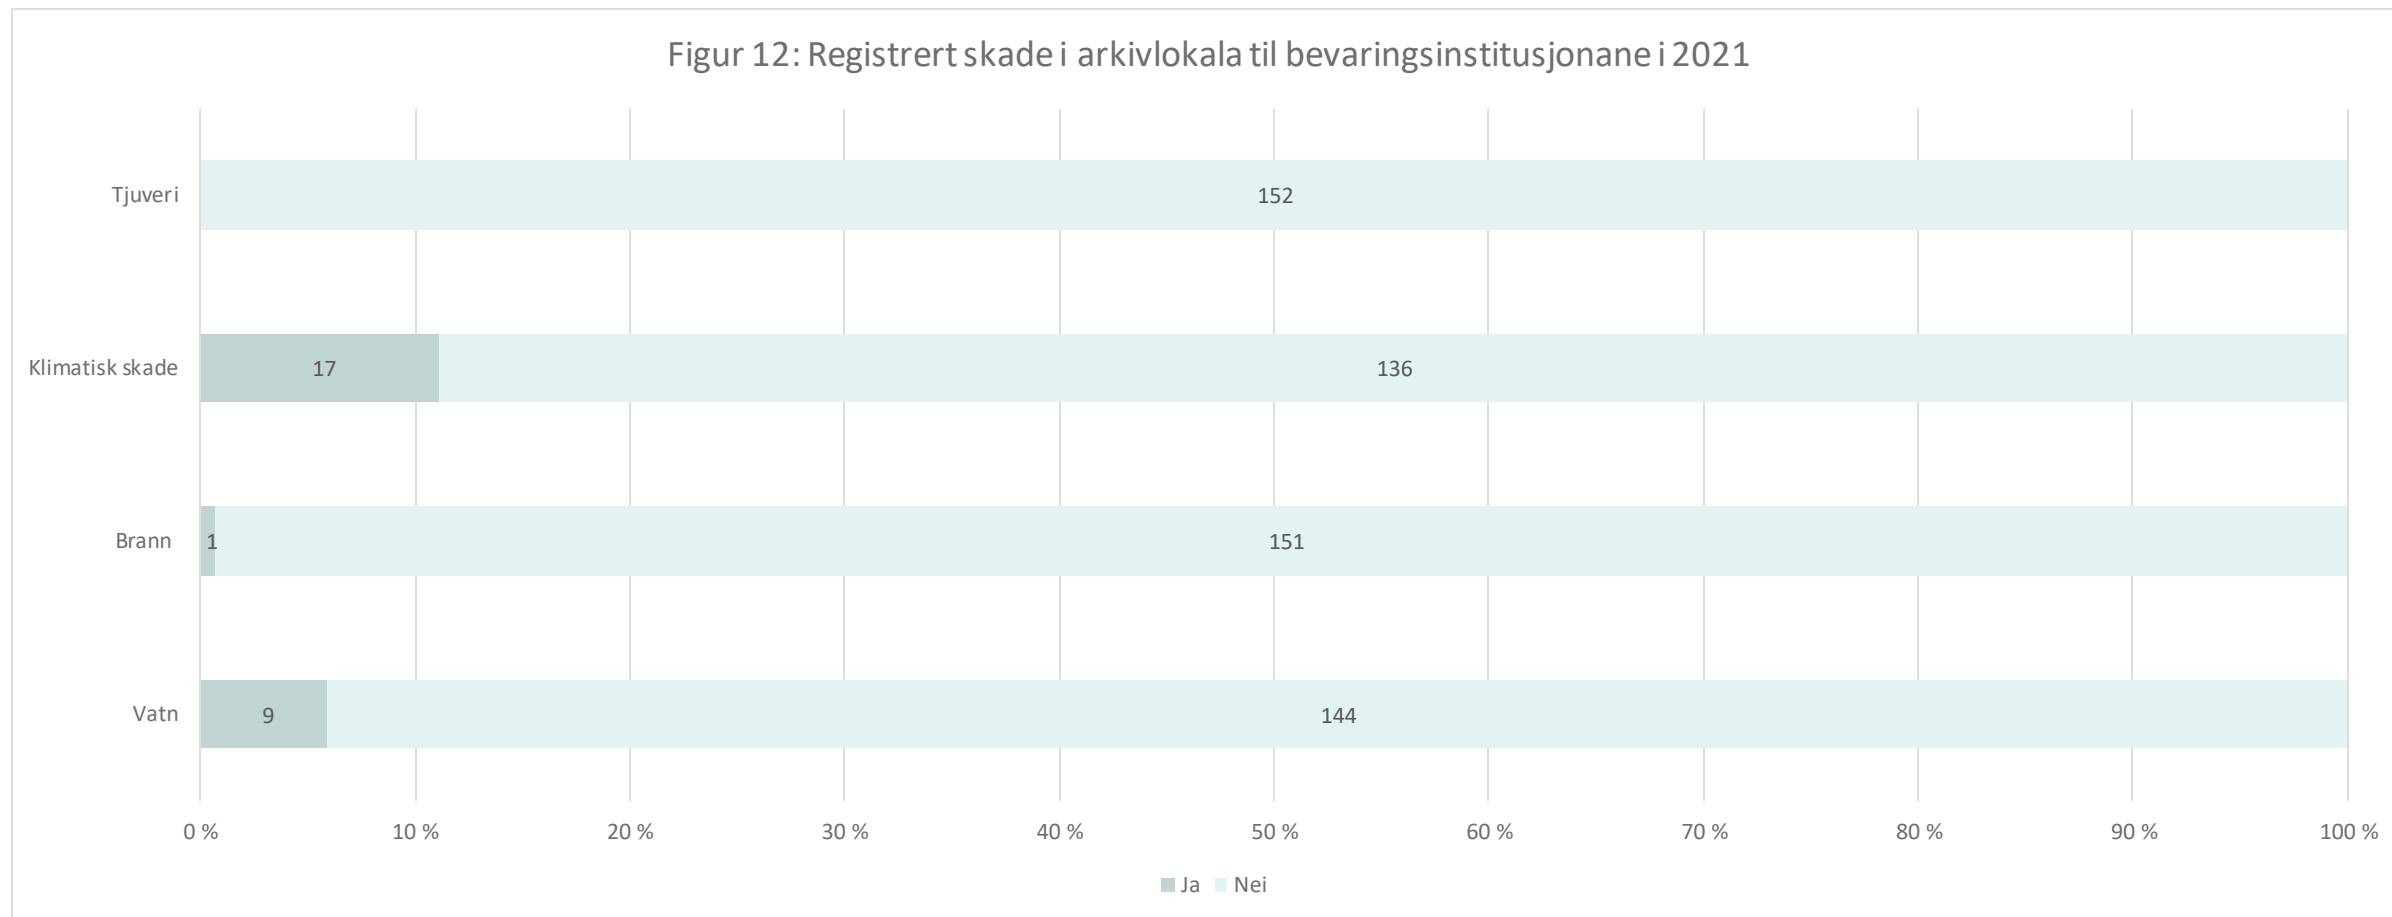 Figur 12: Registrert skade i arkivlokala til bevaringsinstitusjonane i 2021
Tjuveri
152
Klimatisk skade
17
136
Brann
1
151
Vatn
9
144
0 %
10 %
20 %
30 %
40 %
50 %
60 %
70 %
80 %
90 %
100 %
Ja
Nei